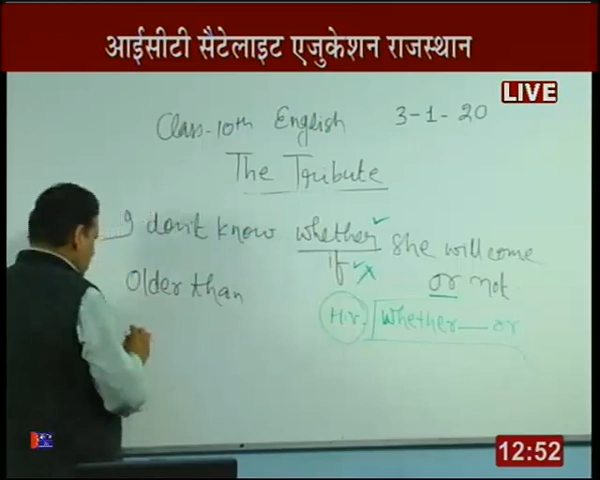 आईसीटी सैटेलाइट एजुकेशन राजस्थान
LIVE
Class-10th English 3-1-20
The Tribute
I don't know whether she will come
if or not
Older than
H.V. whether — or
12:52